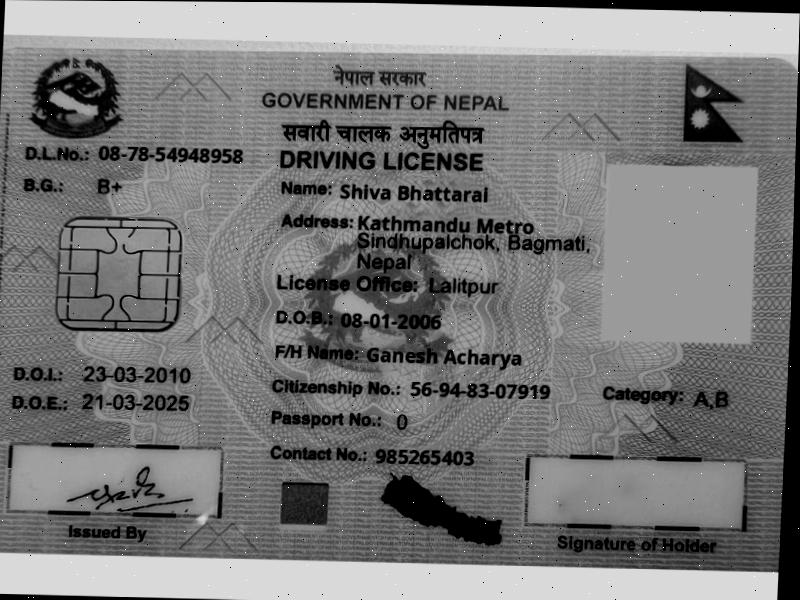 नेपाल सरकार
GOVERNMENT OF NEPAL
सवारी चालक अनुमतिपत्र
DRIVING LICENSE
D.L.No.: 08-78-54948958
B.G.: B+
Name: Shiva Bhattarai
Address: Kathmandu Metro
Sindhupalchok, Bagmati,
Nepal
License Office: Lalitpur
D.O.B.: 08-01-2006
F/H Name: Ganesh Acharya
D.O.I.: 23-03-2010
D.O.E.: 21-03-2025
Citizenship No.: 56-94-83-07919
Category: A,B
Passport No.: 0
Contact No.: 985265403
Issued By
Signature of Holder